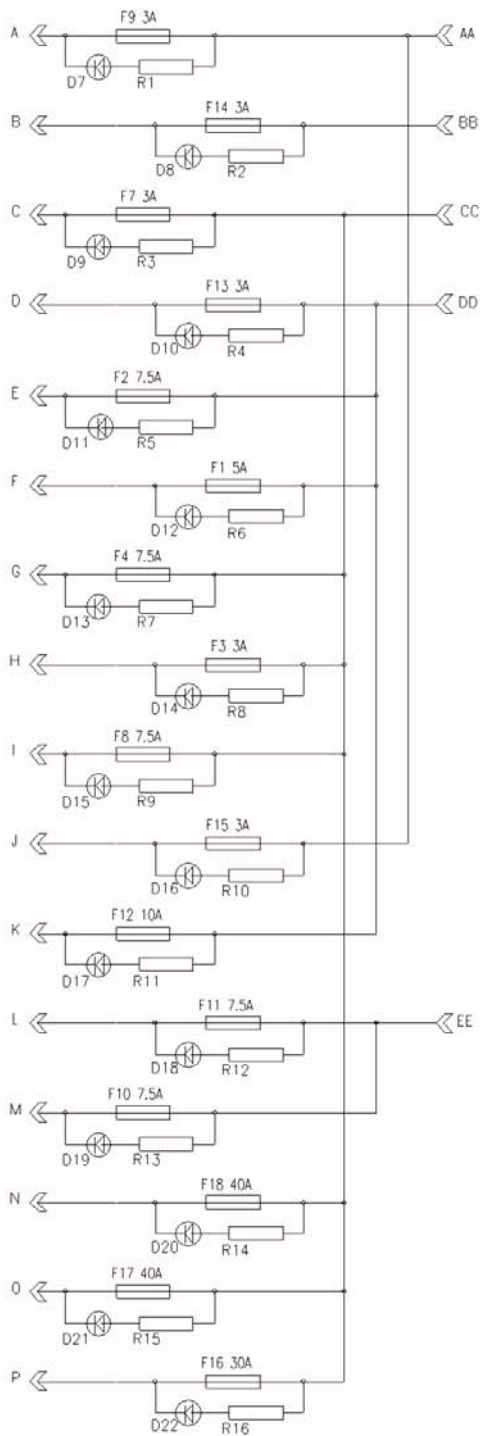 F9 3A
A AA
D7 R1
F14 3A
B BB
D8 R2
F7 3A
C CC
D9 R3
F13 3A
D DD
D10 R4
F2 7.5A
E
D11 R5
F1 5A
F
D12 R6
F4 7.5A
G
D13 R7
F3 3A
H
D14 R8
F8 7.5A
I
D15 R9
F15 3A
J
D16 R10
F12 10A
K
D17 R11
F11 7.5A
L EE
D18 R12
F10 7.5A
M
D19 R13
F18 40A
N
D20 R14
F17 40A
O
D21 R15
F16 30A
P
D22 R16